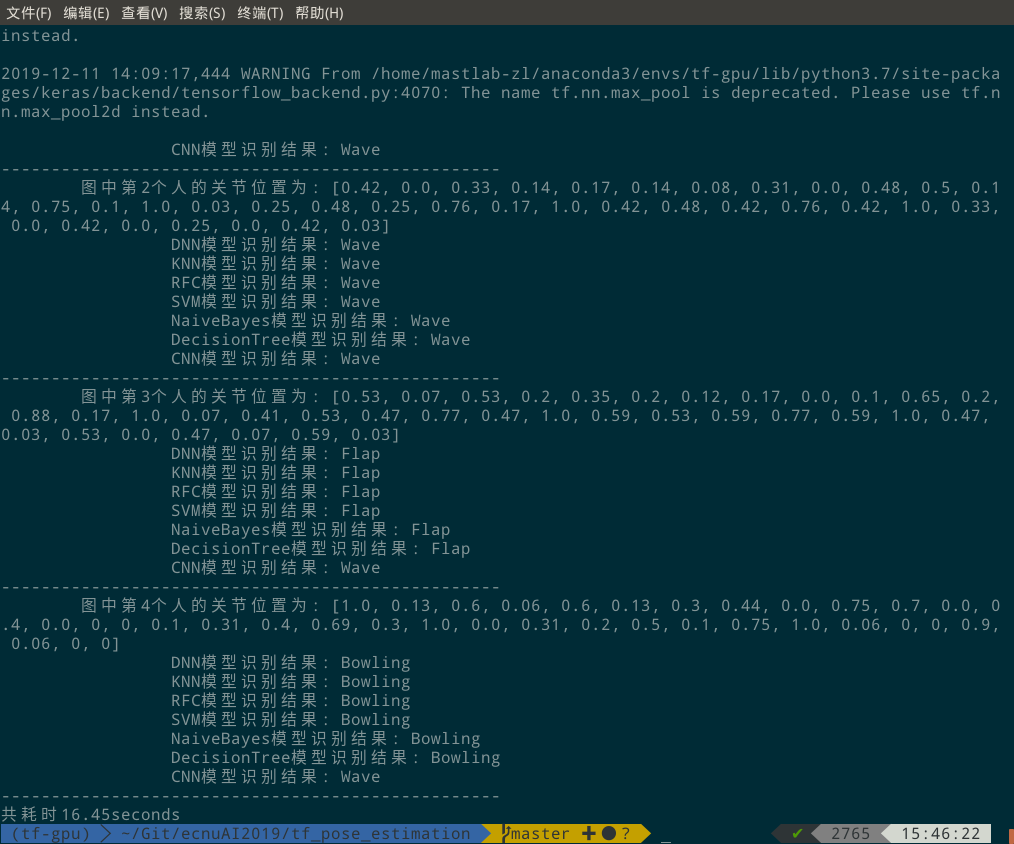 文件(F) 编辑(E) 查看(V) 搜索(S) 终端(T) 帮助(H)
instead.
2019-12-11 14:09:17,444 WARNING From /home/mastlab-zl/anaconda3/envs/tf-gpu/lib/python3.7/site-packa
ges/keras/backend/tensorflow_backend.py:4070: The name tf.nn.max_pool is deprecated. Please use tf.n
n.max_pool2d instead.
CNN模型识别结果: Wave
--------------------------------------------------
图中第2个人的关节位置为: [0.42, 0.0, 0.33, 0.14, 0.17, 0.14, 0.08, 0.31, 0.0, 0.48, 0.5, 0.1
4, 0.75, 0.1, 1.0, 0.03, 0.25, 0.48, 0.25, 0.76, 0.17, 1.0, 0.42, 0.48, 0.42, 0.76, 0.42, 1.0, 0.33,
0.0, 0.42, 0.0, 0.25, 0.0, 0.42, 0.03]
DNN模型识别结果: Wave
KNN模型识别结果: Wave
RFC模型识别结果: Wave
SVM模型识别结果: Wave
NaiveBayes模型识别结果: Wave
DecisionTree模型识别结果: Wave
CNN模型识别结果: Wave
--------------------------------------------------
图中第3个人的关节位置为: [0.53, 0.07, 0.53, 0.2, 0.35, 0.2, 0.12, 0.17, 0.0, 0.1, 0.65, 0.2,
0.88, 0.17, 1.0, 0.07, 0.41, 0.53, 0.47, 0.77, 0.47, 1.0, 0.59, 0.53, 0.59, 0.77, 0.59, 1.0, 0.47,
0.03, 0.53, 0.0, 0.47, 0.07, 0.59, 0.03]
DNN模型识别结果: Flap
KNN模型识别结果: Flap
RFC模型识别结果: Flap
SVM模型识别结果: Flap
NaiveBayes模型识别结果: Flap
DecisionTree模型识别结果: Flap
CNN模型识别结果: Wave
--------------------------------------------------
图中第4个人的关节位置为: [1.0, 0.13, 0.6, 0.06, 0.6, 0.13, 0.3, 0.44, 0.0, 0.75, 0.7, 0.0, 0
.4, 0.0, 0, 0, 0.1, 0.31, 0.4, 0.69, 0.3, 1.0, 0.0, 0.31, 0.2, 0.5, 0.1, 0.75, 1.0, 0.06, 0, 0, 0.9,
0.06, 0, 0]
DNN模型识别结果: Bowling
KNN模型识别结果: Bowling
RFC模型识别结果: Bowling
SVM模型识别结果: Bowling
NaiveBayes模型识别结果: Bowling
DecisionTree模型识别结果: Bowling
CNN模型识别结果: Wave
--------------------------------------------------
共耗时16.45seconds
(tf-gpu) ~/Git/ecnuAI2019/tf_pose_estimation master ✚ ● ? ✔ 2765 15:46:22